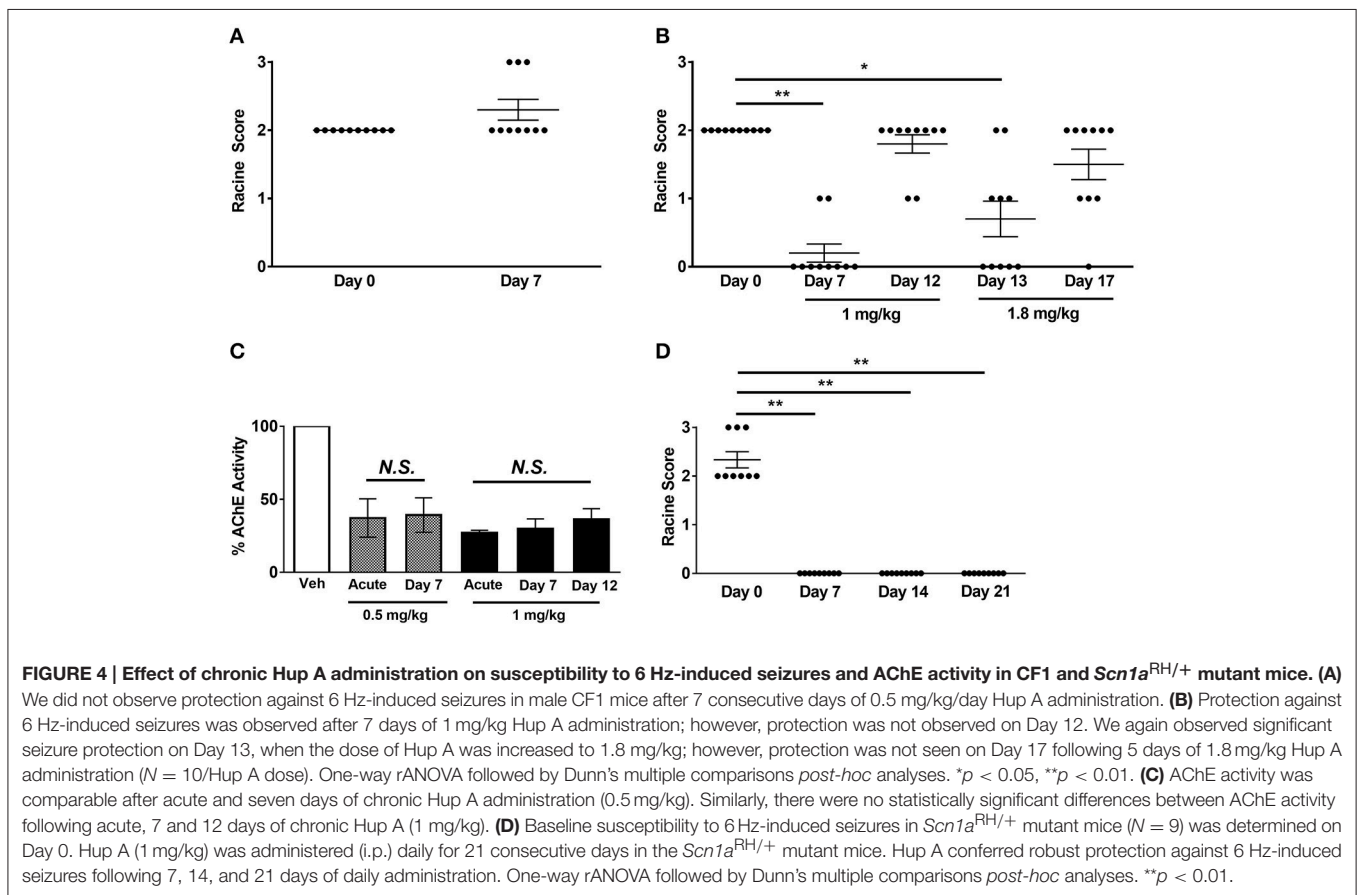 A
3
2
1
0
Racine Score
Day 0
Day 7
B
3
2
1
0
Racine Score
*
**
Day 0
Day 7
Day 12
Day 13
Day 17
1 mg/kg
1.8 mg/kg
C
100
50
0
% AChE Activity
N.S.
N.S.
Veh
Acute
Day 7
Acute
Day 7
Day 12
0.5 mg/kg
1 mg/kg
D
**
**
**
3
2
1
0
Racine Score
Day 0
Day 7
Day 14
Day 21
FIGURE 4 | Effect of chronic Hup A administration on susceptibility to 6 Hz-induced seizures and AChE activity in CF1 and Scn1aRH/+ mutant mice. (A)
We did not observe protection against 6 Hz-induced seizures in male CF1 mice after 7 consecutive days of 0.5 mg/kg/day Hup A administration. (B) Protection against
6 Hz-induced seizures was observed after 7 days of 1 mg/kg Hup A administration; however, protection was not observed on Day 12. We again observed significant
seizure protection on Day 13, when the dose of Hup A was increased to 1.8 mg/kg; however, protection was not seen on Day 17 following 5 days of 1.8 mg/kg Hup A
administration (N = 10/Hup A dose). One-way rANOVA followed by Dunn's multiple comparisons post-hoc analyses. *p < 0.05, **p < 0.01. (C) AChE activity was
comparable after acute and seven days of chronic Hup A administration (0.5 mg/kg). Similarly, there were no statistically significant differences between AChE activity
following acute, 7 and 12 days of chronic Hup A (1 mg/kg). (D) Baseline susceptibility to 6 Hz-induced seizures in Scn1aRH/+ mutant mice (N = 9) was determined on
Day 0. Hup A (1 mg/kg) was administered (i.p.) daily for 21 consecutive days in the Scn1aRH/+ mutant mice. Hup A conferred robust protection against 6 Hz-induced
seizures following 7, 14, and 21 days of daily administration. One-way rANOVA followed by Dunn's multiple comparisons post-hoc analyses. **p < 0.01.